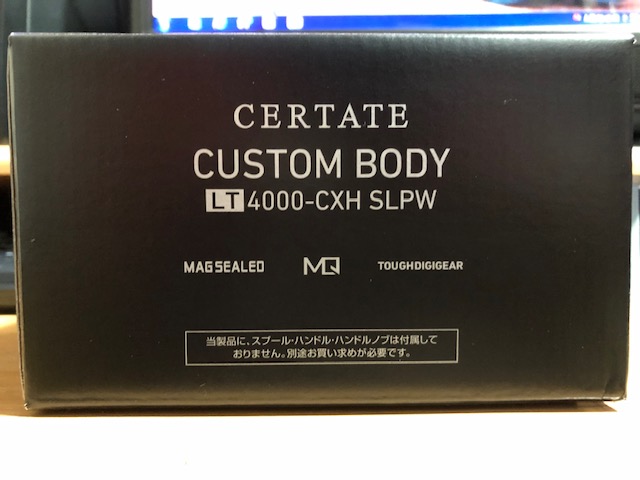 CERTATE
CUSTOM BODY
LT 4000-CXH SLPW
MAGSEALED MQ TOUGHDIGIGEAR
当製品に、スプール・ハンドル・ハンドルノブは付属して
おりません。別途お買い求めが必要です。